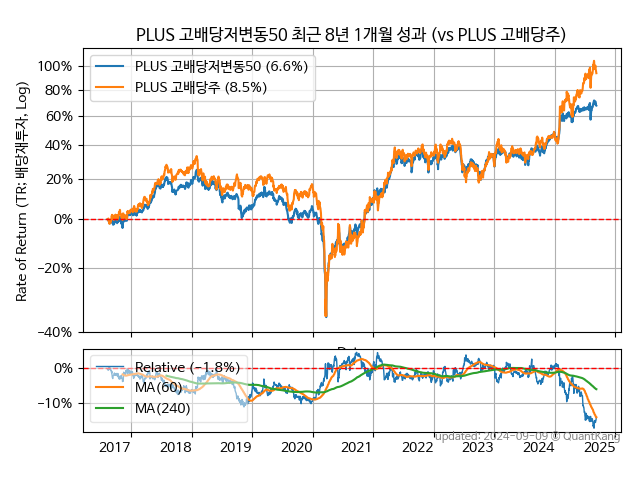 PLUS 고배당저변동50 최근 8년 1개월 성과 (vs PLUS 고배당주)
Rate of Return (TR: 배당재투자, Log)
100%
80%
60%
40%
20%
0%
−20%
−40%
PLUS 고배당저변동50 (6.6%)
PLUS 고배당주 (8.5%)
0%
−10%
Relative (−1.8%)
MA(60)
MA(240)
2017 2018 2019 2020 2021 2022 2023 2024 2025
updated: 2024-09-09 © QuantKang